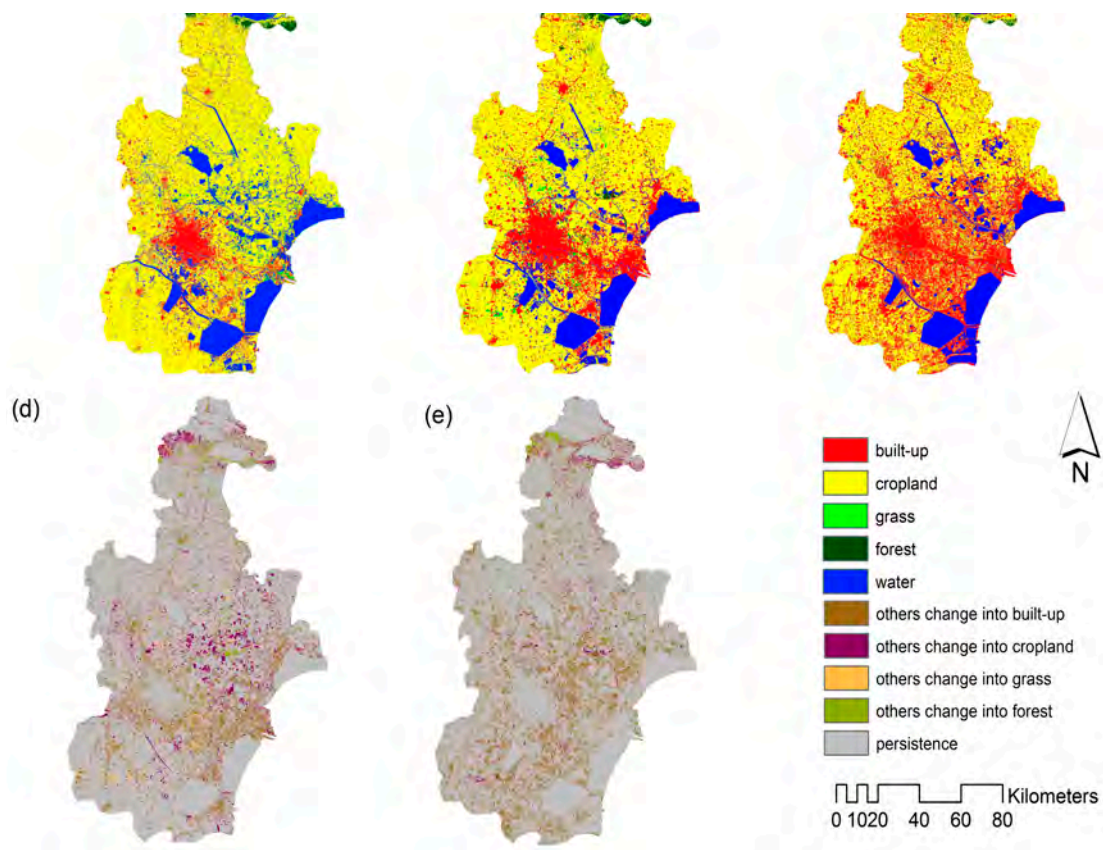 (d)
(e)
built-up
cropland
grass
forest
water
others change into built-up
others change into cropland
others change into grass
others change into forest
persistence
N
Kilometers
0 1020 40 60 80